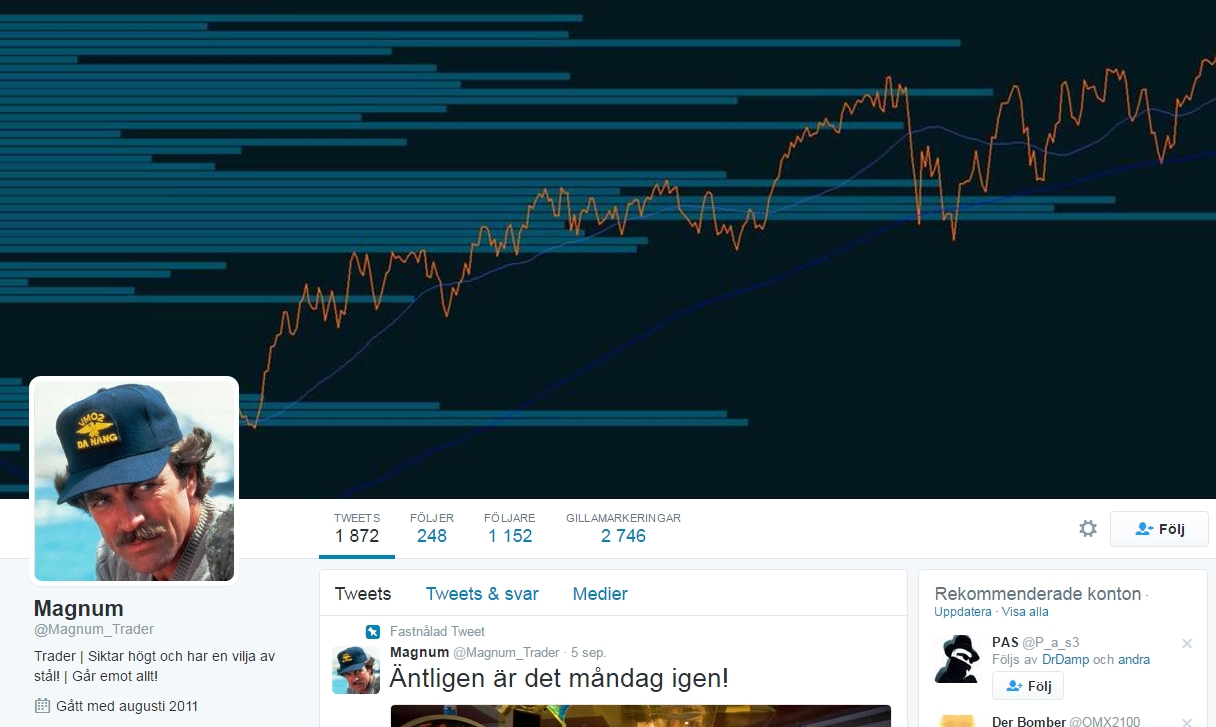 VMO2
DA NANG
TWEETS
1 872
FÖLJER
248
FÖLJARE
1 152
GILLAMARKERINGAR
2 746
Följ
Magnum
@Magnum_Trader
Trader | Siktar högt och har en vilja av
stål! | Går emot allt!
Gått med augusti 2011
Tweets
Tweets & svar
Medier
Fastnålad Tweet
Magnum @Magnum_Trader · 5 sep.
Äntligen är det måndag igen!
Rekommenderade konton ·
Uppdatera · Visa alla
PAS @P_a_s3
Följs av DrDamp och andra
Följ
Der Bomber @OMX2100